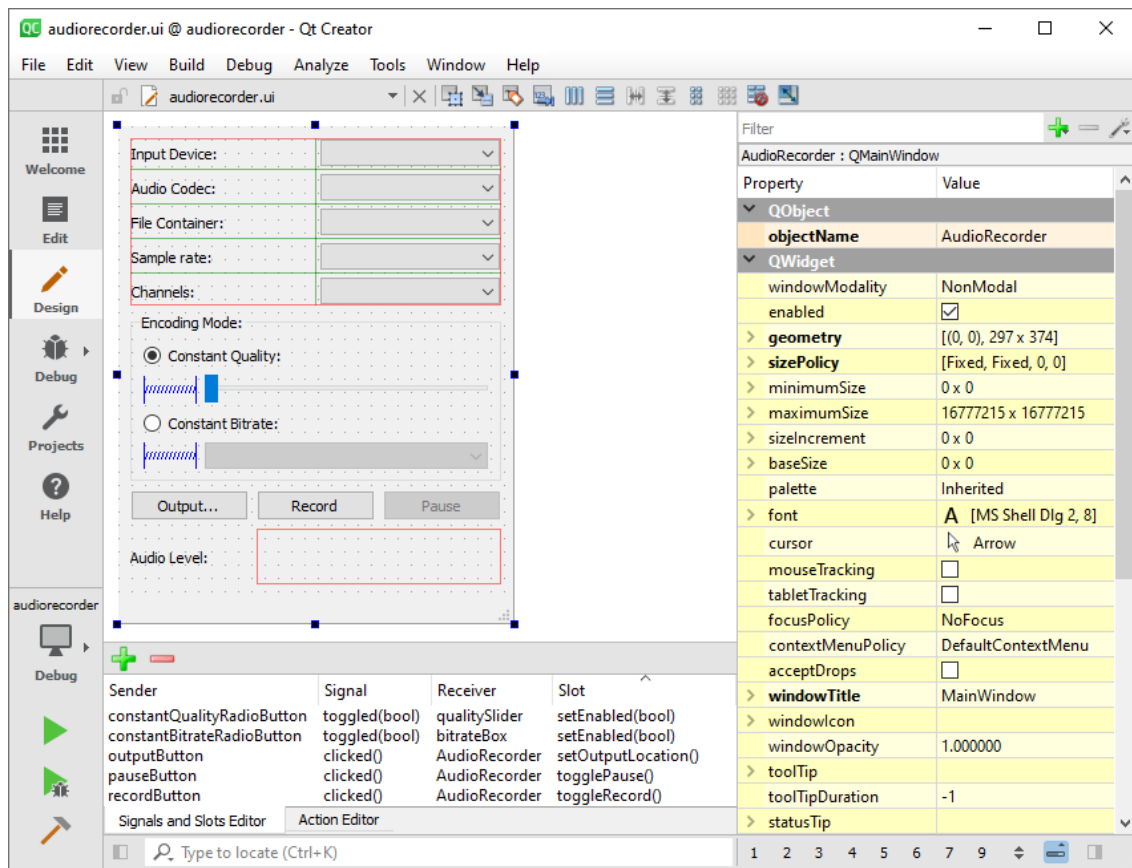 QC audiorecorder.ui @ audiorecorder - Qt Creator
File Edit View Build Debug Analyze Tools Window Help
audiorecorder.ui
Welcome
Edit
Design
Debug
Projects
Help
audiorecorder
Debug
Input Device:
Audio Codec:
File Container:
Sample rate:
Channels:
Encoding Mode:
Constant Quality:
Constant Bitrate:
Output... Record Pause
Audio Level:
Sender Signal Receiver Slot
constantQualityRadioButton toggled(bool) qualitySlider setEnabled(bool)
constantBitrateRadioButton toggled(bool) bitrateBox setEnabled(bool)
outputButton clicked() AudioRecorder setOutputLocation()
pauseButton clicked() AudioRecorder togglePause()
recordButton clicked() AudioRecorder toggleRecord()
Signals and Slots Editor Action Editor
Filter
AudioRecorder : QMainWindow
Property Value
QObject
objectName AudioRecorder
QWidget
windowModality NonModal
enabled
geometry [(0, 0), 297 x 374]
sizePolicy [Fixed, Fixed, 0, 0]
minimumSize 0 x 0
maximumSize 16777215 x 16777215
sizeIncrement 0 x 0
baseSize 0 x 0
palette Inherited
font A [MS Shell Dlg 2, 8]
cursor Arrow
mouseTracking
tabletTracking
focusPolicy NoFocus
contextMenuPolicy DefaultContextMenu
acceptDrops
windowTitle MainWindow
windowIcon
windowOpacity 1.000000
toolTip
toolTipDuration -1
statusTip
Type to locate (Ctrl+K)
1 2 3 4 5 6 7 9